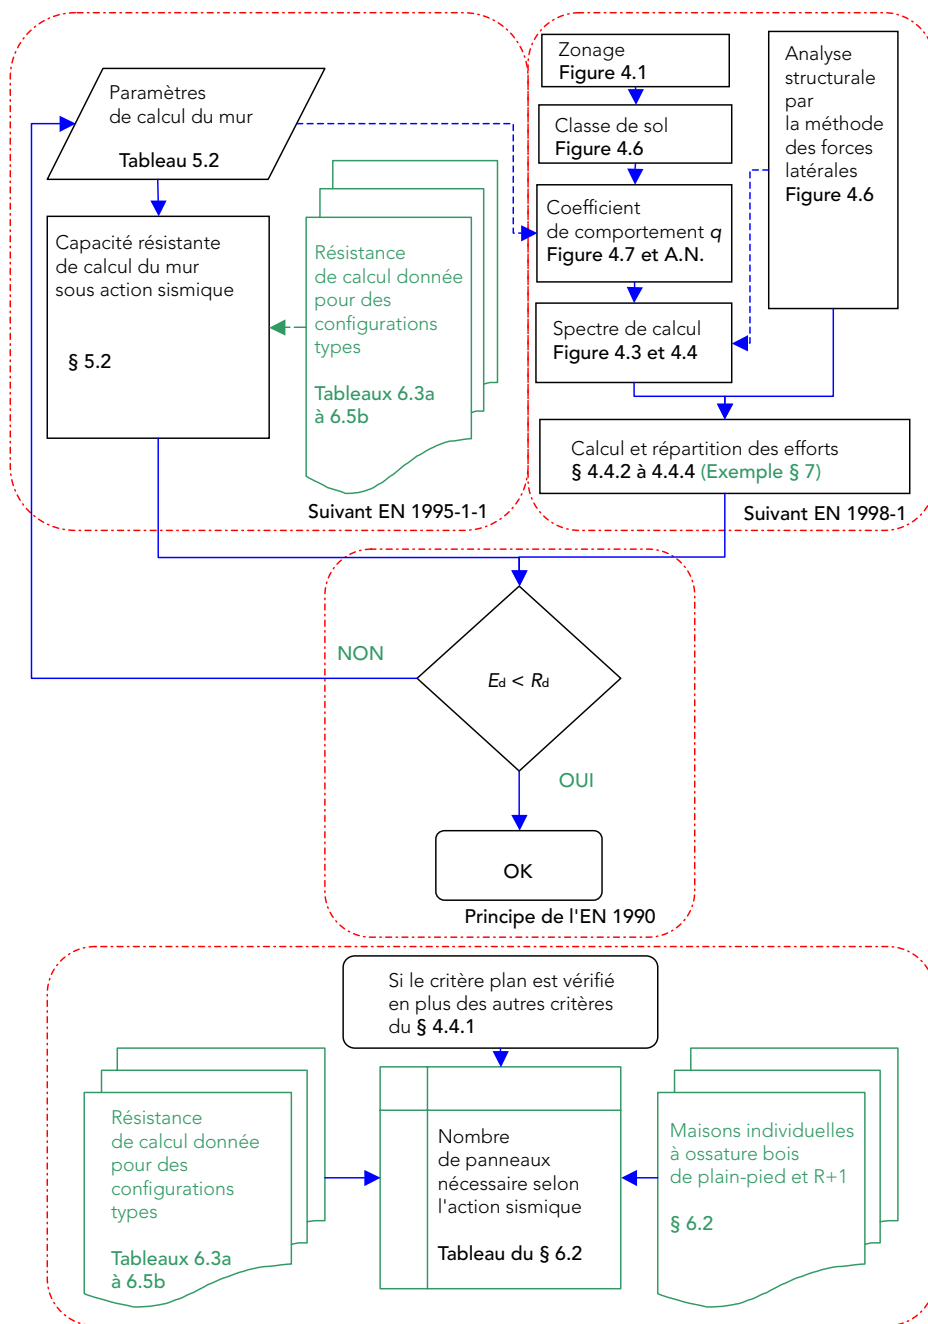 Paramètres
de calcul du mur
Tableau 5.2
Capacité résistante
de calcul du mur
sous action sismique
§ 5.2
Résistance
de calcul donnée
pour des
configurations
types
Tableaux 6.3a
à 6.5b
Suivant EN 1995-1-1
Zonage
Figure 4.1
Classe de sol
Figure 4.6
Coefficient
de comportement q
Figure 4.7 et A.N.
Spectre de calcul
Figure 4.3 et 4.4
Analyse
structurale
par
la méthode
des forces
latérales
Figure 4.6
Calcul et répartition des efforts
§ 4.4.2 à 4.4.4 (Exemple § 7)
Suivant EN 1998-1
NON
Ed < Rd
OUI
OK
Principe de l'EN 1990
Si le critère plan est vérifié
en plus des autres critères
du § 4.4.1
Résistance
de calcul donnée
pour des
configurations
types
Tableaux 6.3a
à 6.5b
Nombre
de panneaux
nécessaire selon
l'action sismique
Tableau du § 6.2
Maisons individuelles
à ossature bois
de plain-pied et R+1
§ 6.2